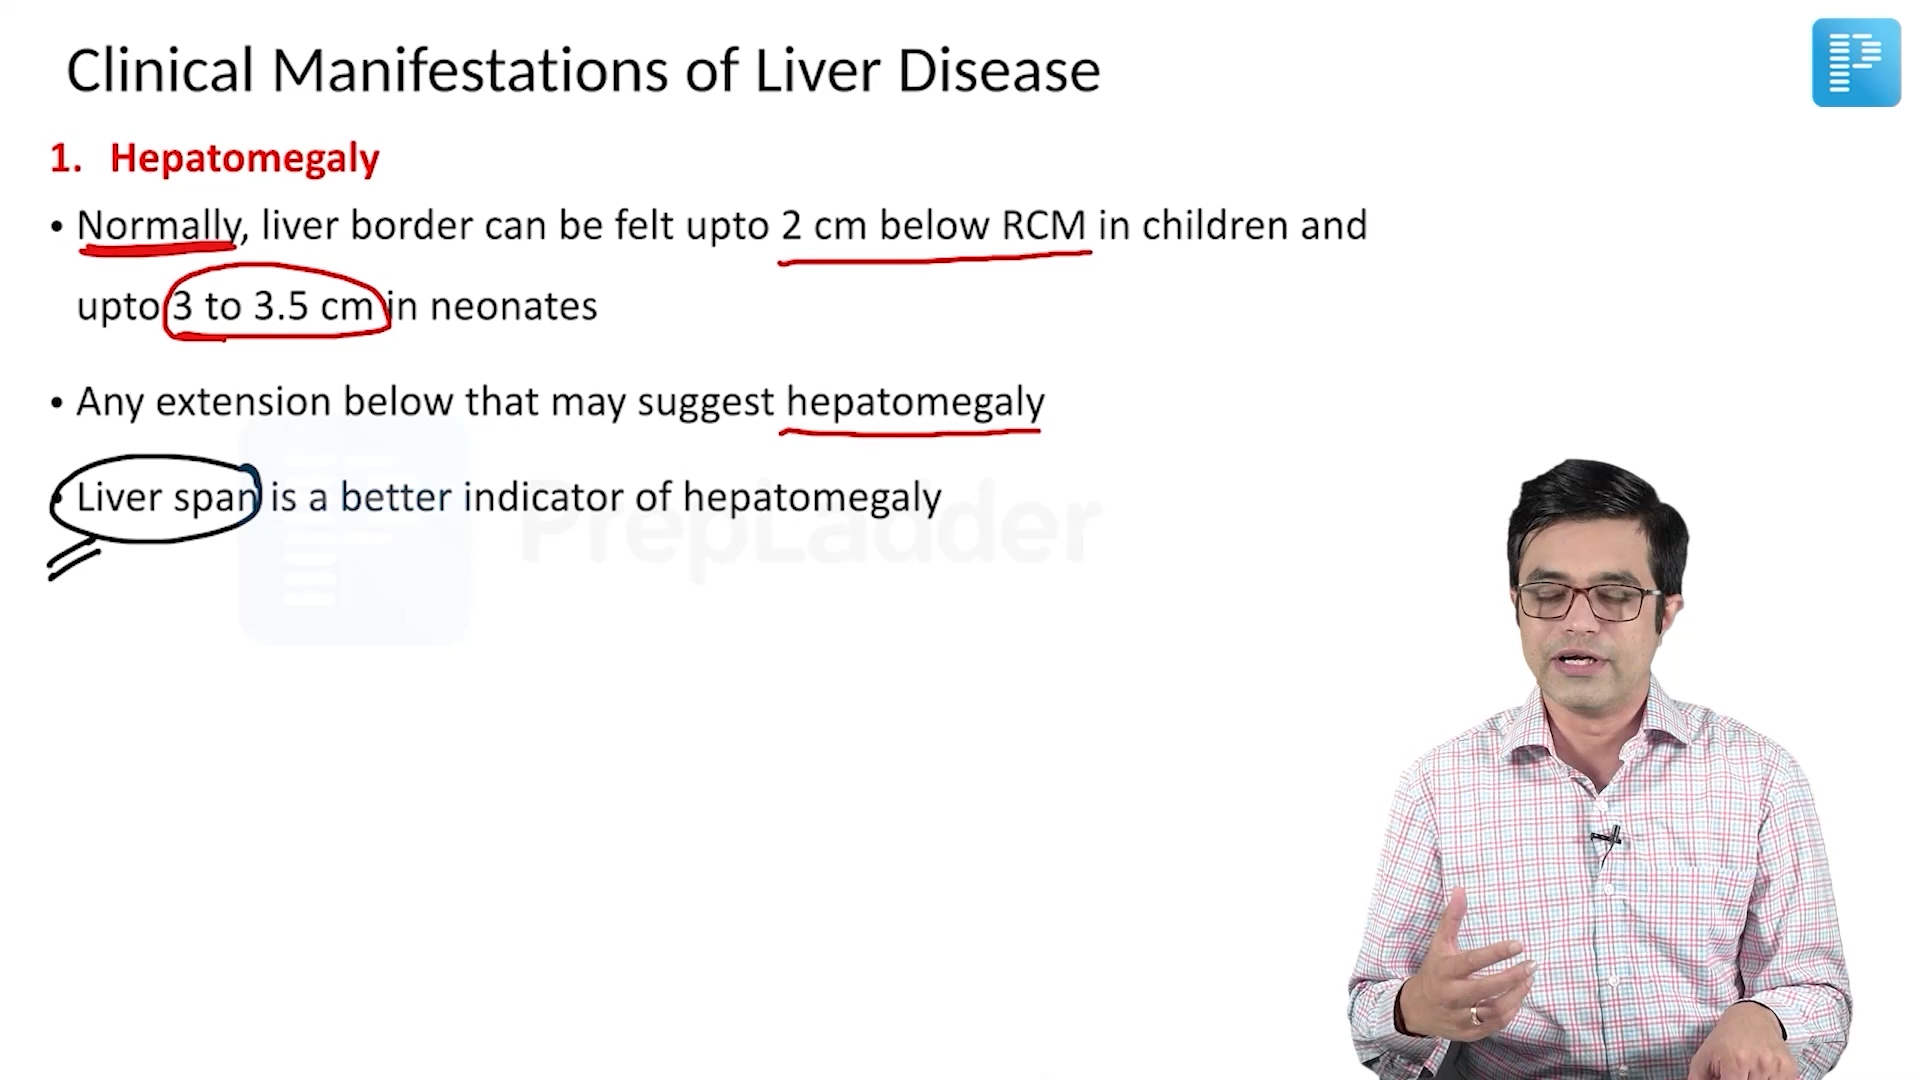 Clinical Manifestations of Liver Disease
1. Hepatomegaly
• Normally, liver border can be felt upto 2 cm below RCM in children and
upto 3 to 3.5 cm in neonates
• Any extension below that may suggest hepatomegaly
• Liver span is a better indicator of hepatomegaly
PrepLadder